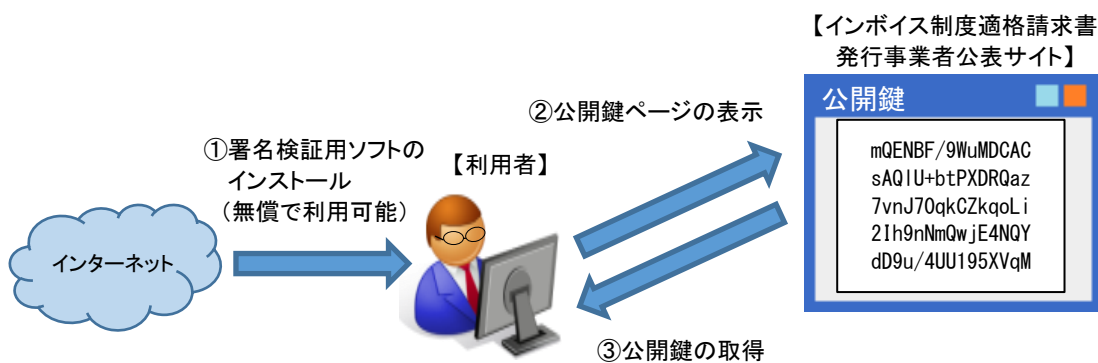 【インボイス制度適格請求書
発行事業者公表サイト】
公開鍵
mQENBF/9WuMDCAC
sAQlU+btPXDRQaz
7vnJ7OqkCZkqoLi
2Ih9nNmQwjE4NQY
dD9u/4UU195XVqM
②公開鍵ページの表示
①署名検証用ソフトの
インストール
(無償で利用可能)
【利用者】
インターネット
③公開鍵の取得